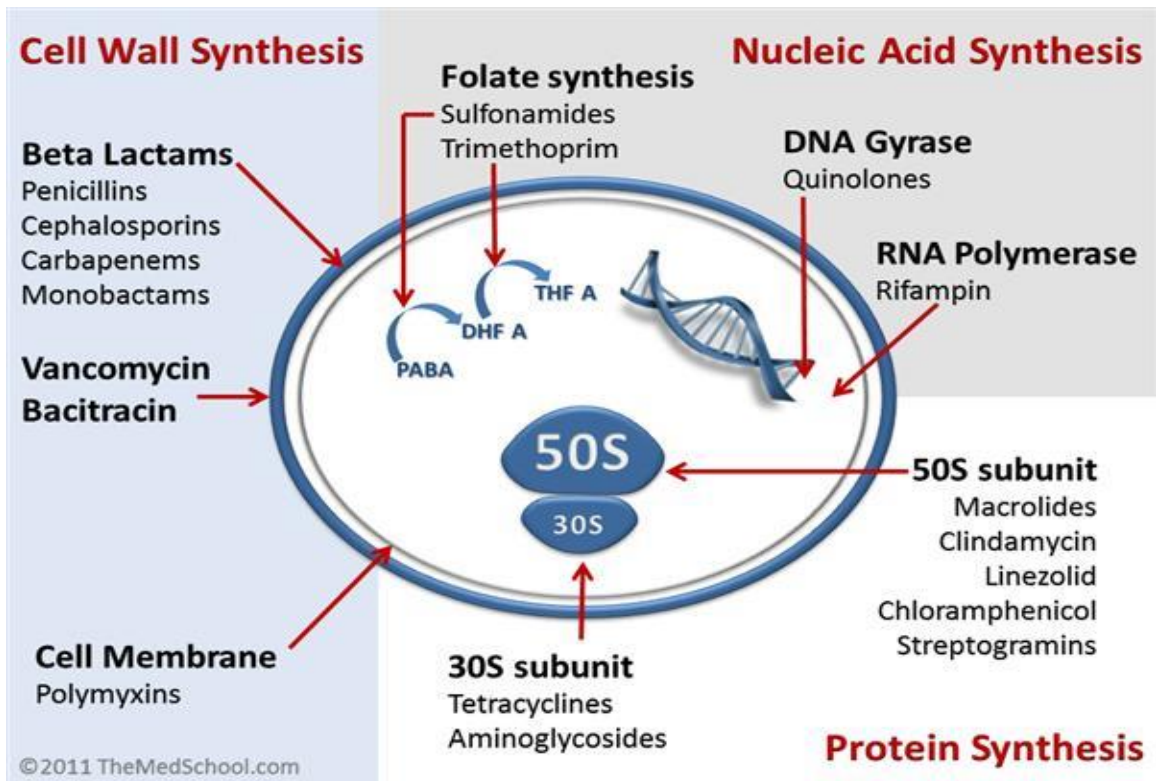 Cell Wall Synthesis
Beta Lactams
Penicillins
Cephalosporins
Carbapenems
Monobactams
Vancomycin
Bacitracin
Cell Membrane
Polymyxins
©2011 TheMedSchool.com
Folate synthesis
Sulfonamides
Trimethoprim
PABA
DHF A
THF A
Nucleic Acid Synthesis
DNA Gyrase
Quinolones
RNA Polymerase
Rifampin
50S
30S
50S subunit
Macrolides
Clindamycin
Linezolid
Chloramphenicol
Streptogramins
30S subunit
Tetracyclines
Aminoglycosides
Protein Synthesis